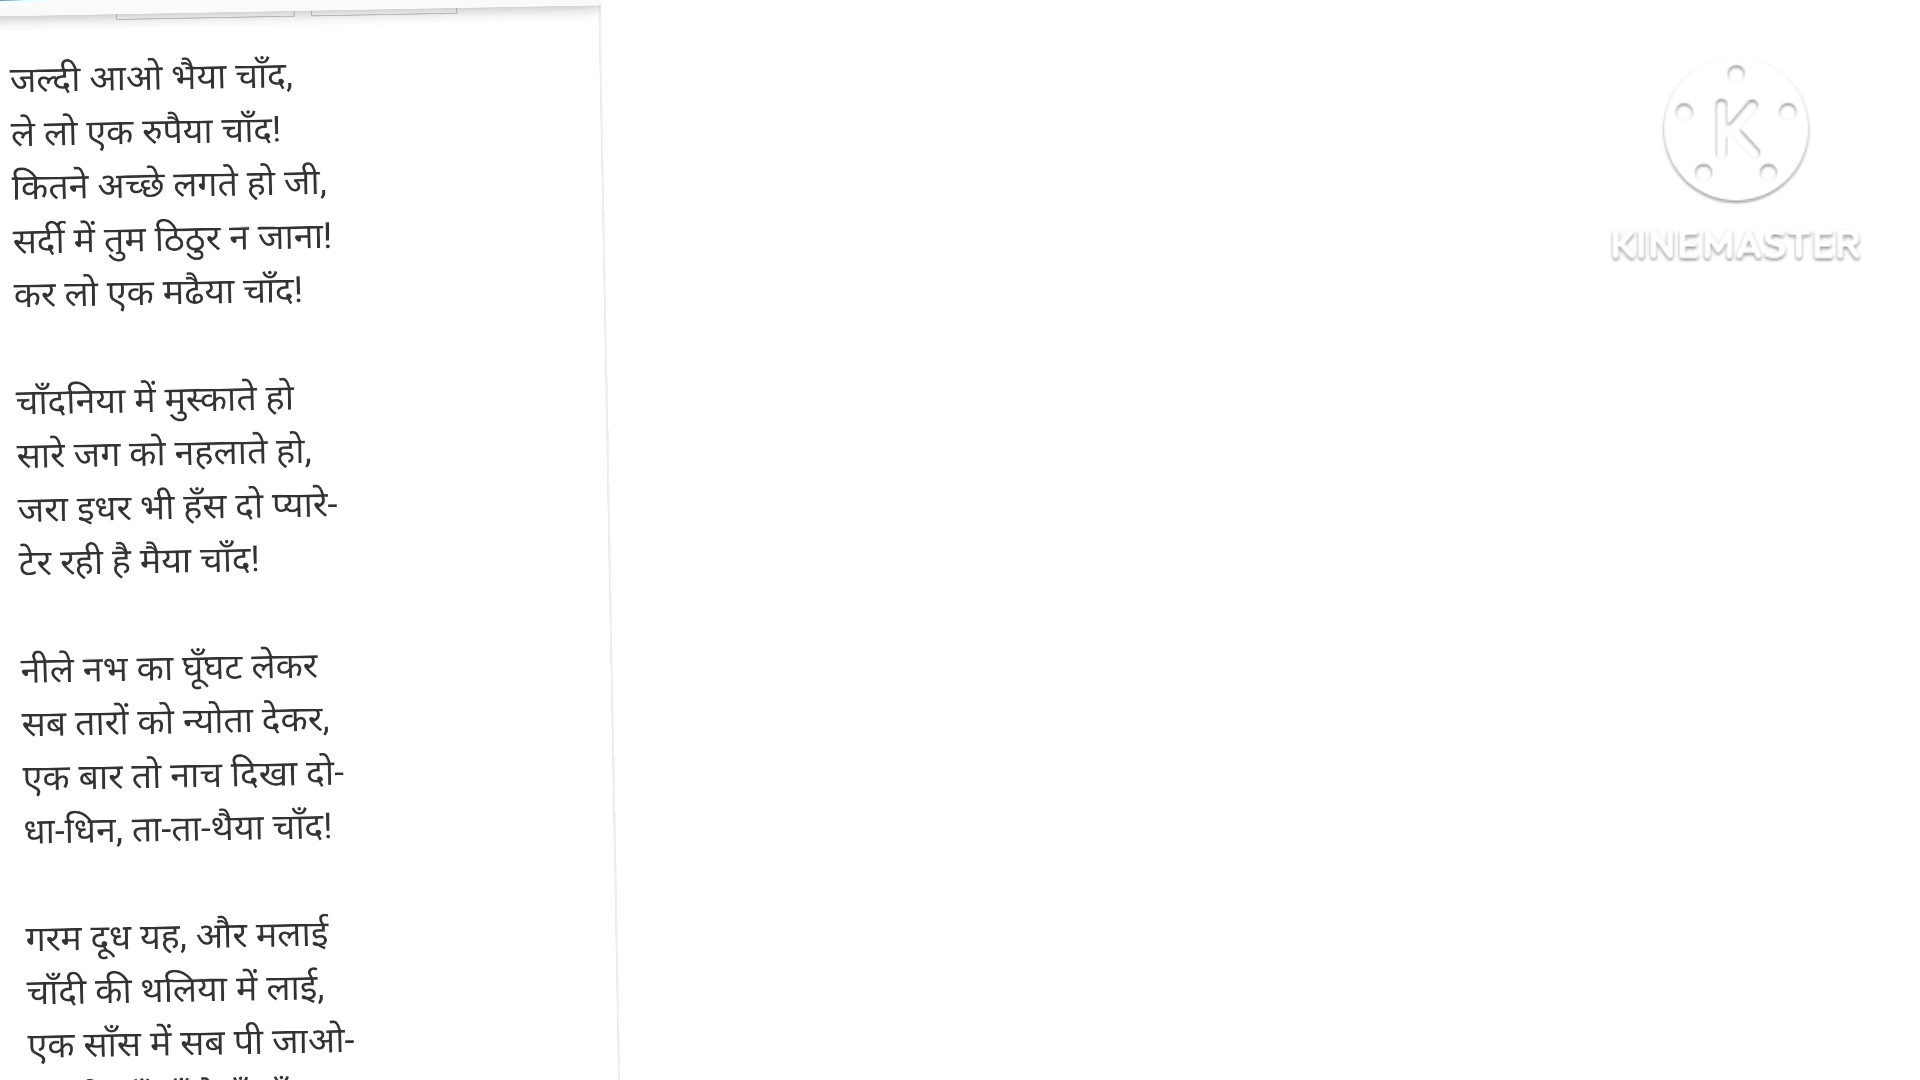 जल्दी आओ भैया चाँद,
ले लो एक रुपैया चाँद!
कितने अच्छे लगते हो जी,
सर्दी में तुम ठिठुर न जाना!
कर लो एक मढैया चाँद!
चाँदनिया में मुस्काते हो
सारे जग को नहलाते हो,
जरा इधर भी हँस दो प्यारे-
टेर रही है मैया चाँद!
नीले नभ का घूँघट लेकर
सब तारों को न्योता देकर,
एक बार तो नाच दिखा दो-
धा-धिन, ता-ता-थैया चाँद!
गरम दूध यह, और मलाई
चाँदी की थलिया में लाई,
एक साँस में सब पी जाओ-
K
KINEMASTER